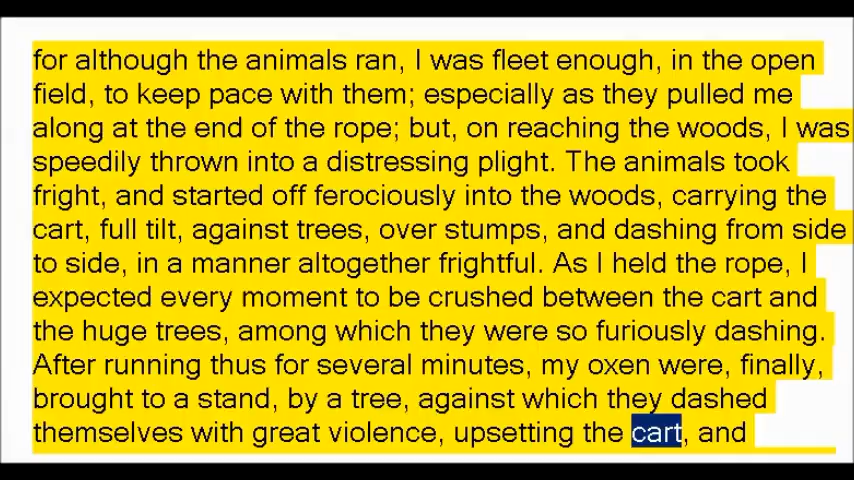 for although the animals ran, I was fleet enough, in the open
field, to keep pace with them; especially as they pulled me
along at the end of the rope; but, on reaching the woods, I was
speedily thrown into a distressing plight. The animals took
fright, and started off ferociously into the woods, carrying the
cart, full tilt, against trees, over stumps, and dashing from side
to side, in a manner altogether frightful. As I held the rope, I
expected every moment to be crushed between the cart and
the huge trees, among which they were so furiously dashing.
After running thus for several minutes, my oxen were, finally,
brought to a stand, by a tree, against which they dashed
themselves with great violence, upsetting the cart, and